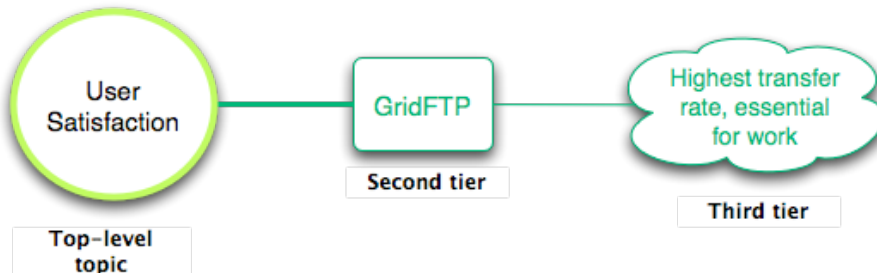 User
Satisfaction
GridFTP
Highest transfer
rate, essential
for work
Second tier
Third tier
Top-level
topic